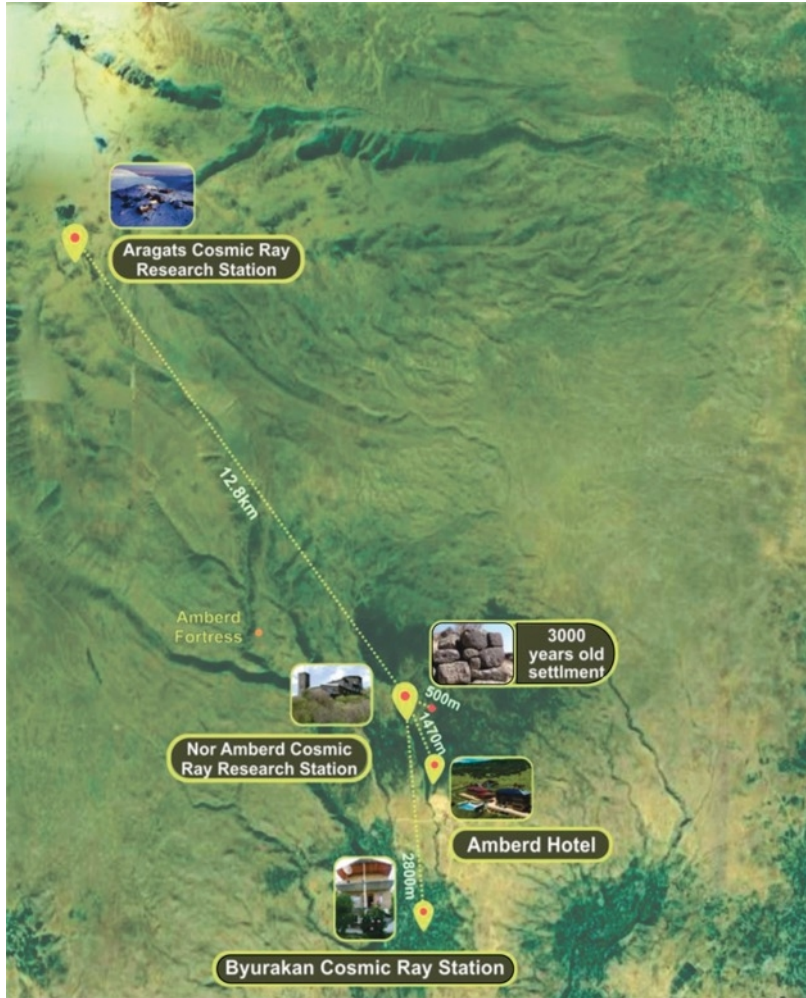 Aragats Cosmic Ray
Research Station
12.8km
Amberd
Fortress
3000
years old
settlment
500m
1470m
Nor Amberd Cosmic
Ray Research Station
Amberd Hotel
2800m
Byurakan Cosmic Ray Station